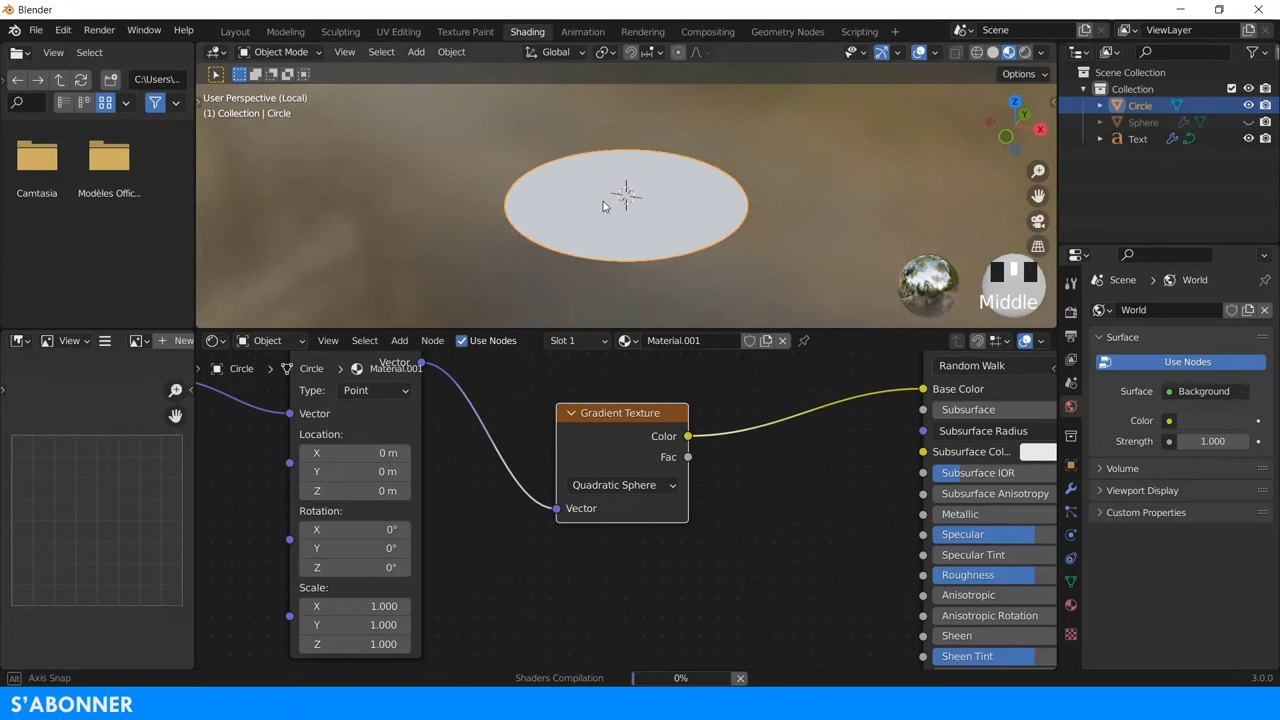 Blender
File Edit Render Window Help
Layout Modeling Sculpting UV Editing Texture Paint Shading Animation Rendering Compositing Geometry Nodes Scripting
Scene ViewLayer
View Select
Object Mode View Select Add Object Global
C:\Users\...
Options
User Perspective (Local)
(1) Collection | Circle
Z
Y
X
Camtasia Modèles Offic...
Middle
Scene Collection
Collection
Circle
Sphere
Text
Scene World
World
Surface
Use Nodes
Surface Background
Color
Strength 1.000
Volume
Viewport Display
Custom Properties
View New
Object View Select Add Node Use Nodes Slot 1 Material.001
Circle Circle Material.001
Vector
Type: Point
Vector
Location:
X 0 m
Y 0 m
Z 0 m
Rotation:
X 0°
Y 0°
Z 0°
Scale:
X 1.000
Y 1.000
Z 1.000
Gradient Texture
Color
Fac
Quadratic Sphere
Vector
Random Walk
Base Color
Subsurface
Subsurface Radius
Subsurface Col...
Subsurface IOR
Subsurface Anisotropy
Metallic
Specular
Specular Tint
Roughness
Anisotropic
Anisotropic Rotation
Sheen
Sheen Tint
Alt Axis Snap Shaders Compilation 0% 3.0.0
S'ABONNER